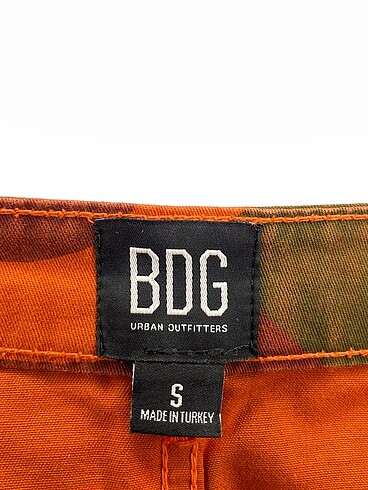 BDG
URBAN OUTFITTERS
S
MADE IN TURKEY